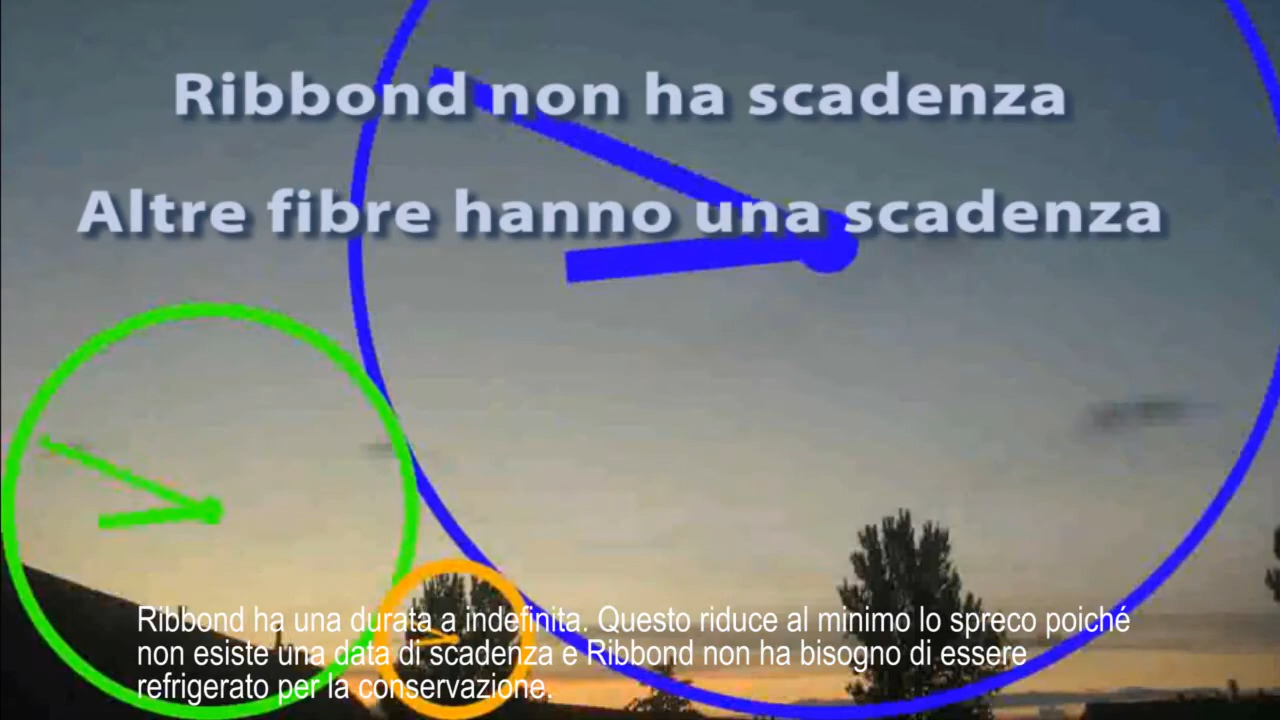 Ribbond non ha scadenza
Altre fibre hanno una scadenza
Ribbond ha una durata a indefinita. Questo riduce al minimo lo spreco poiché
non esiste una data di scadenza e Ribbond non ha bisogno di essere
refrigerato per la conservazione.